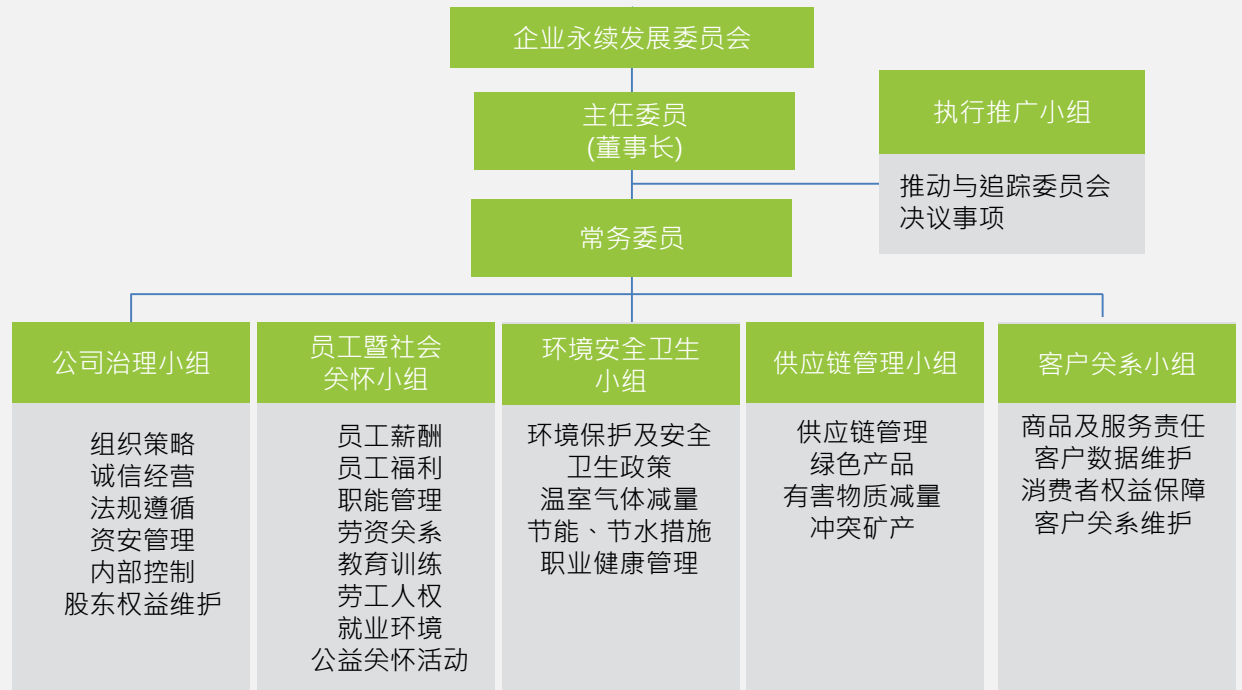 企业永续发展委员会
主任委员
(董事长)
执行推广小组
推动与追踪委员会
决议事项
常务委员
公司治理小组
组织策略
诚信经营
法规遵循
资安管理
内部控制
股东权益维护
员工暨社会
关怀小组
员工薪酬
员工福利
职能管理
劳资关系
教育训练
劳工人权
就业环境
公益关怀活动
环境安全卫生
小组
环境保护及安全
卫生政策
温室气体减量
节能、节水措施
职业健康管理
供应链管理小组
供应链管理
绿色产品
有害物质减量
冲突矿产
客户关系小组
商品及服务责任
客户数据维护
消费者权益保障
客户关系维护